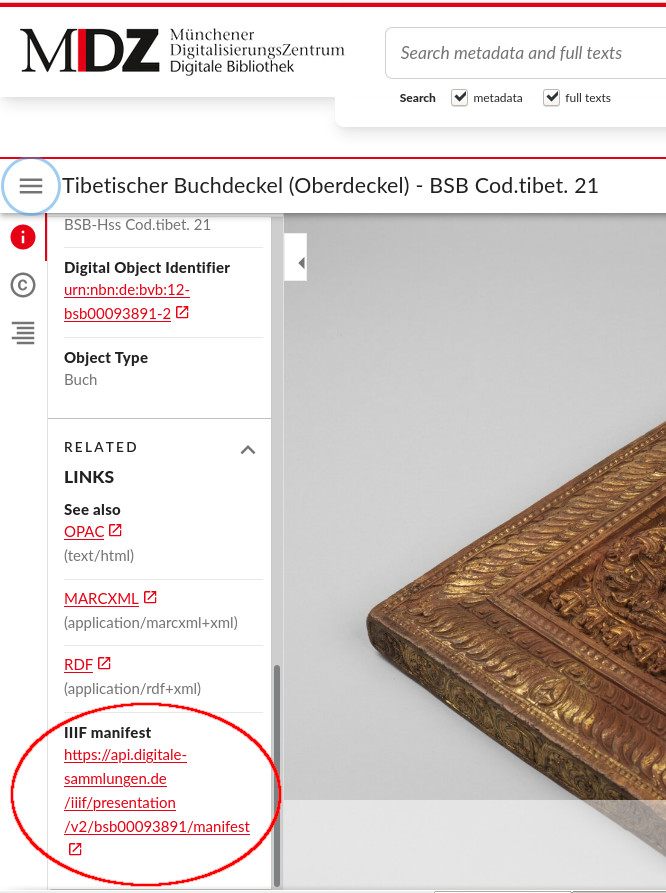 MDZ
Münchener
DigitalisierungsZentrum
Digitale Bibliothek
Search metadata and full texts
Search
metadata
full texts
Tibetischer Buchdeckel (Oberdeckel) - BSB Cod.tibet. 21
BSB-Hss Cod.tibet. 21
Digital Object Identifier
urn:nbn:de:bvb:12-
bsb00093891-2
Object Type
Buch
RELATED
LINKS
See also
OPAC
(text/html)
MARCXML
(application/marcxml+xml)
RDF
(application/rdf+xml)
IIIF manifest
https://api.digitale-
sammlungen.de
/iiif/presentation
/v2/bsb00093891/manifest